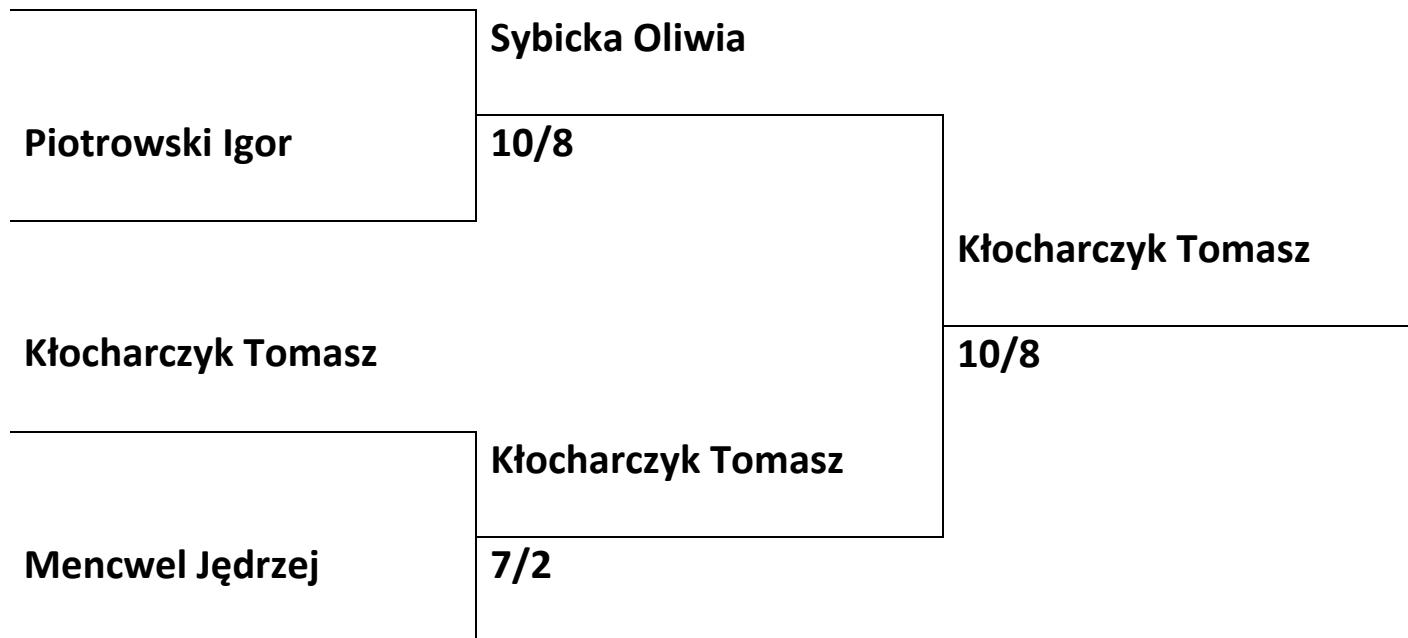 Sybicka Oliwia
Piotrowski Igor
10/8
Kłocharczyk Tomasz
Kłocharczyk Tomasz
10/8
Kłocharczyk Tomasz
Mencwel Jędrzej
7/2